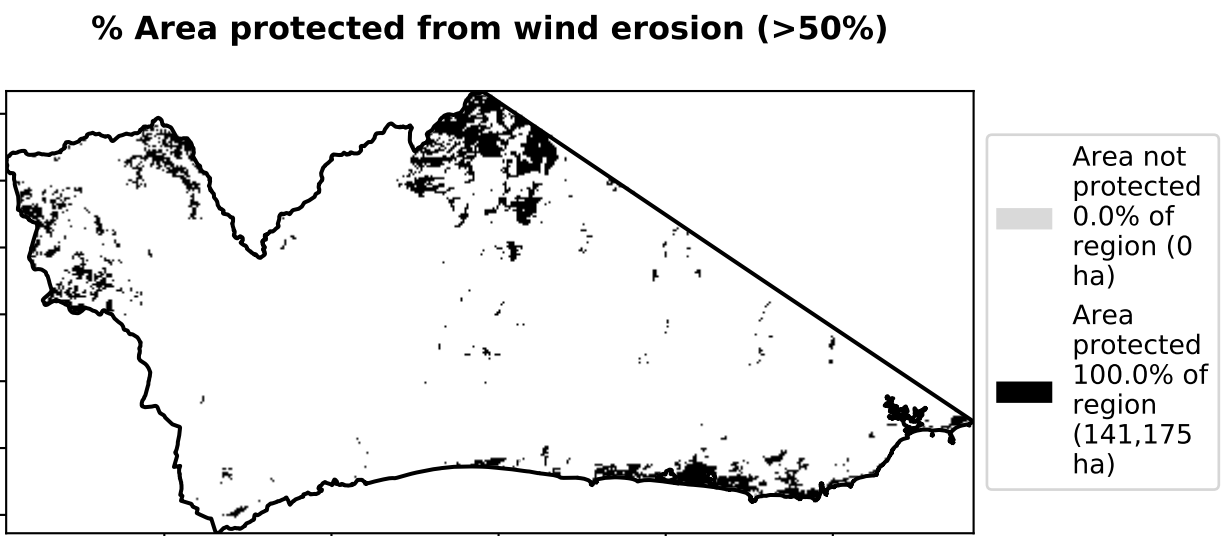 % Area protected from wind erosion (>50%)
Area not
protected
0.0% of
region (0
ha)
Area
protected
100.0% of
region
(141,175
ha)